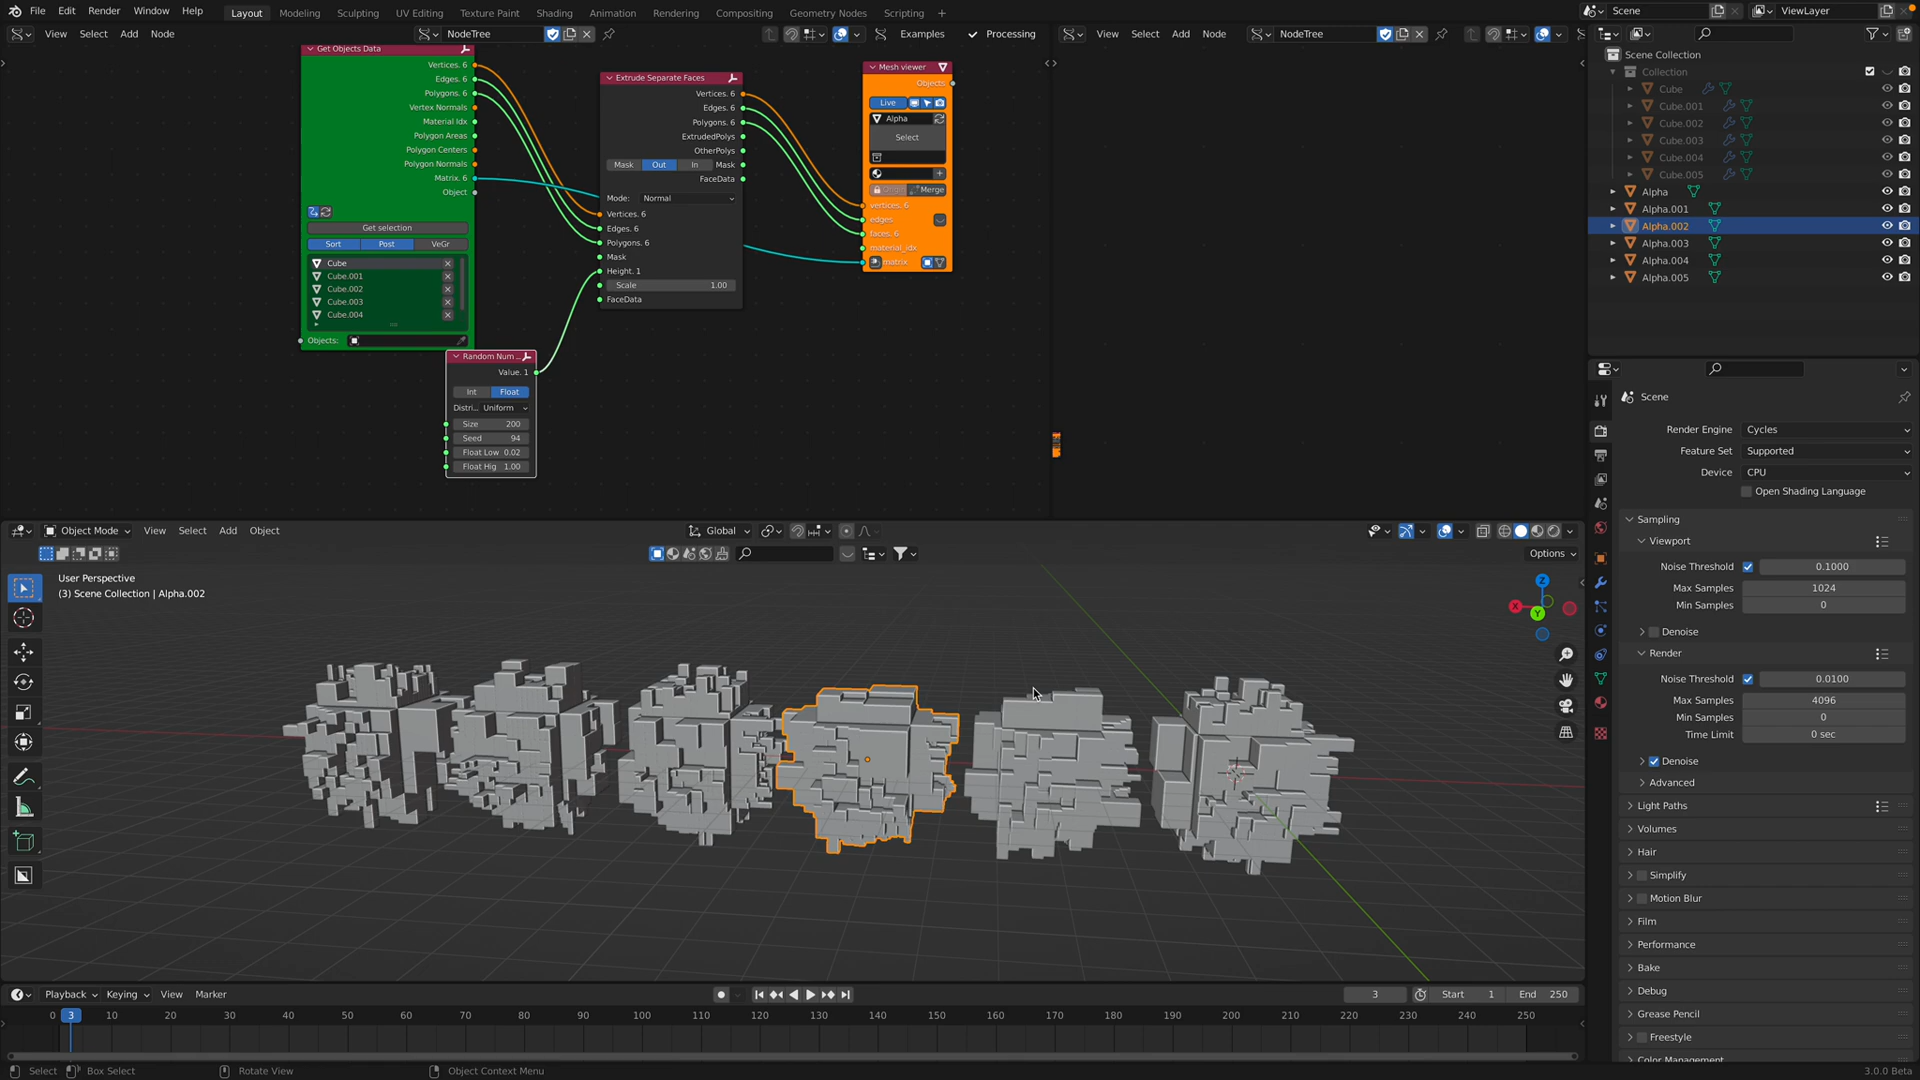 File Edit Render Window Help Layout Modeling Sculpting UV Editing Texture Paint Shading Animation Rendering Compositing Geometry Nodes Scripting + Scene ViewLayer
View Select Add Node NodeTree Examples Processing View Select Add Node NodeTree
Get Objects Data
Vertices. 6
Edges. 6
Polygons. 6
Vertex Normals
Material Idx
Polygon Areas
Polygon Centers
Polygon Normals
Matrix. 6
Object
Get selection
Sort Post VeGr
Cube
Cube.001
Cube.002
Cube.003
Cube.004
Objects:
Random Num...
Value. 1
Int Float
Distri... Uniform
Size 200
Seed 94
Float Low 0.02
Float Hig 1.00
Extrude Separate Faces
Vertices. 6
Edges. 6
Polygons. 6
ExtrudedPolys
OtherPolys
Mask Out In Mask
FaceData
Mode: Normal
Vertices. 6
Edges. 6
Polygons. 6
Mask
Height. 1
Scale 1.00
FaceData
Mesh viewer
Objects
Live
Alpha
Select
Merge
vertices. 6
edges
faces. 6
material_idx
matrix
Scene Collection
Collection
Cube
Cube.001
Cube.002
Cube.003
Cube.004
Cube.005
Alpha
Alpha.001
Alpha.002
Alpha.003
Alpha.004
Alpha.005
Scene
Render Engine Cycles
Feature Set Supported
Device CPU
Open Shading Language
Sampling
Viewport
Noise Threshold 0.1000
Max Samples 1024
Min Samples 0
Denoise
Render
Noise Threshold 0.0100
Max Samples 4096
Min Samples 0
Time Limit 0 sec
Denoise
Advanced
Light Paths
Volumes
Hair
Simplify
Motion Blur
Film
Performance
Bake
Debug
Grease Pencil
Freestyle
Color Management
Object Mode View Select Add Object Global
Options
User Perspective
(3) Scene Collection | Alpha.002
Z
X
Y
Playback Keying View Marker 3 Start 1 End 250
0 3 10 20 30 40 50 60 70 80 90 100 110 120 130 140 150 160 170 180 190 200 210 220 230 240 250
Select Box Select Rotate View Object Context Menu 3.0.0 Beta